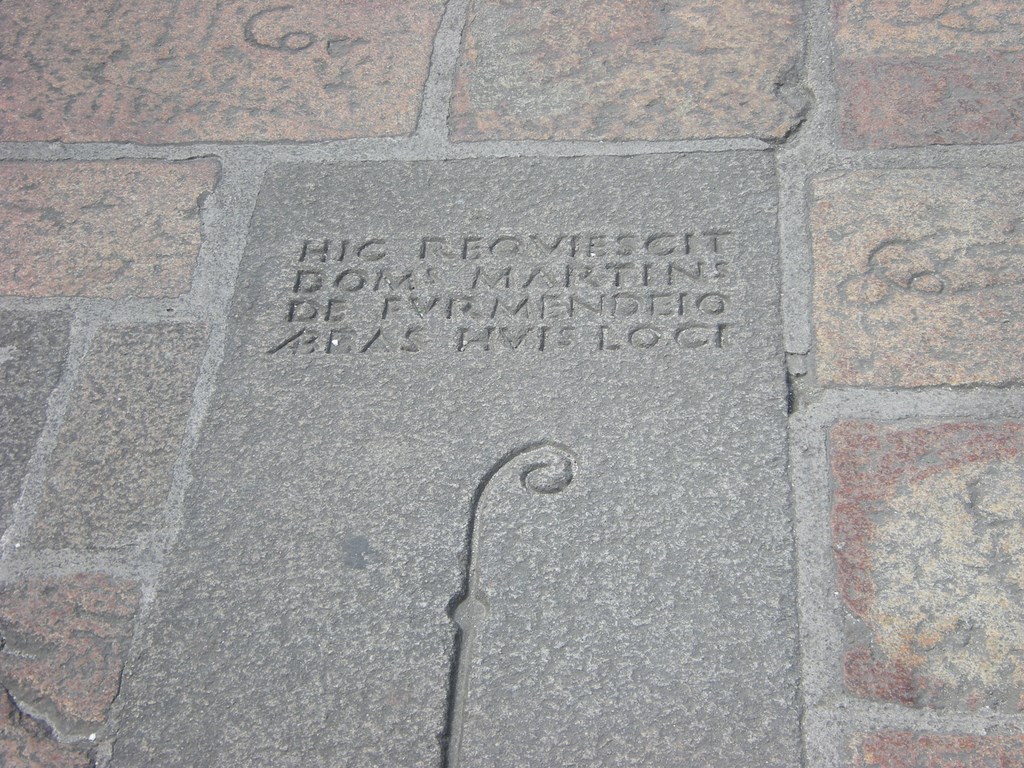 HIC REQVIESCIT
DOMS MARTINS
DE FVRMENDEIO
ABBAS HVIS LOCI